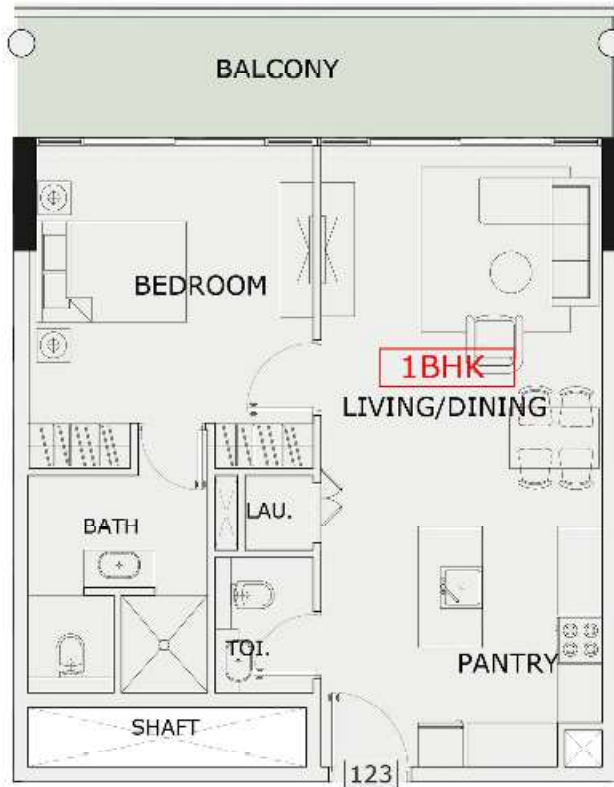 BALCONY
BEDROOM
1BHK
LIVING/DINING
LAU.
BATH
TOI.
PANTRY
SHAFT
123